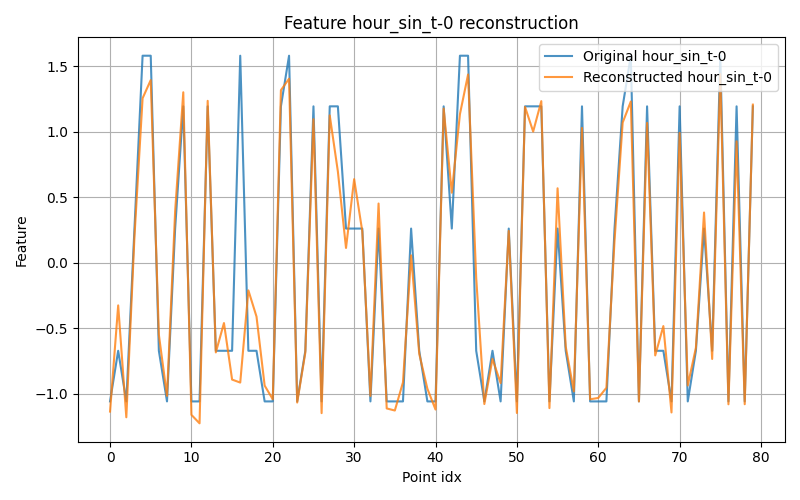 Feature hour_sin_t-0 reconstruction
Original hour_sin_t-0
Reconstructed hour_sin_t-0
Feature
1.5
1.0
0.5
0.0
−0.5
−1.0
0 10 20 30 40 50 60 70 80
Point idx